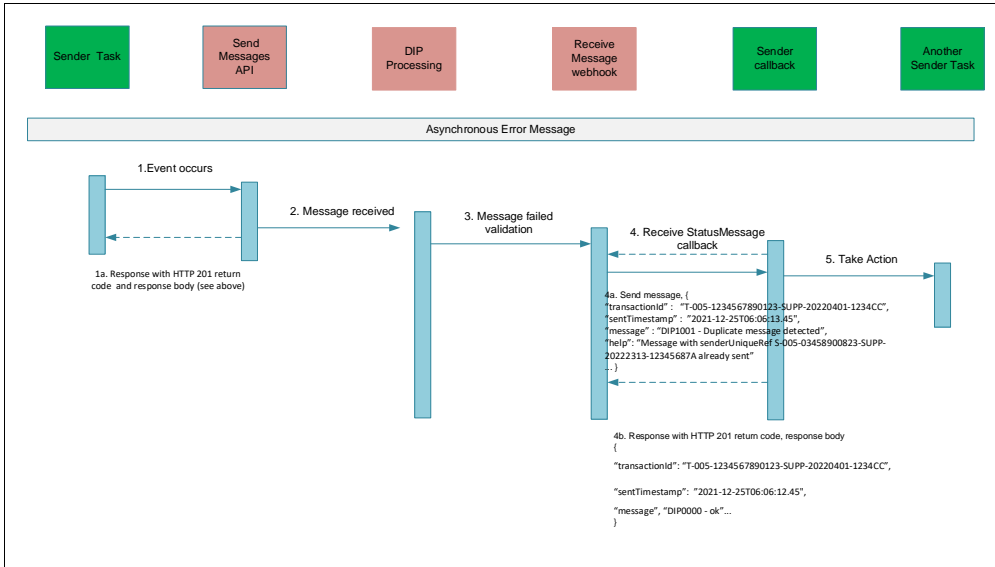 Sender Task
Send
Messages
API
DIP
Processing
Receive
Message
webhook
Sender
callback
Another
Sender Task
Asynchronous Error Message
1.Event occurs
2. Message received
3. Message failed
validation
4. Receive StatusMessage
callback
5. Take Action
1a. Response with HTTP 201 return
code and response body (see above)
4a. Send message, {
"transactionId" : "T-005-1234567890123-SUPP-20220401-1234CC",
"sentTimestamp" : "2021-12-25T06:06:13.45",
"message" : "DIP1001 - Duplicate message detected",
"help": "Message with senderUniqueRef S-005-03458900823-SUPP-
20222313-12345687A already sent"
... }
4b. Response with HTTP 201 return code, response body
{
"transactionId": "T-005-1234567890123-SUPP-20220401-1234CC",
"sentTimestamp": "2021-12-25T06:06:12.45",
"message", "DIP0000 - ok"...
}